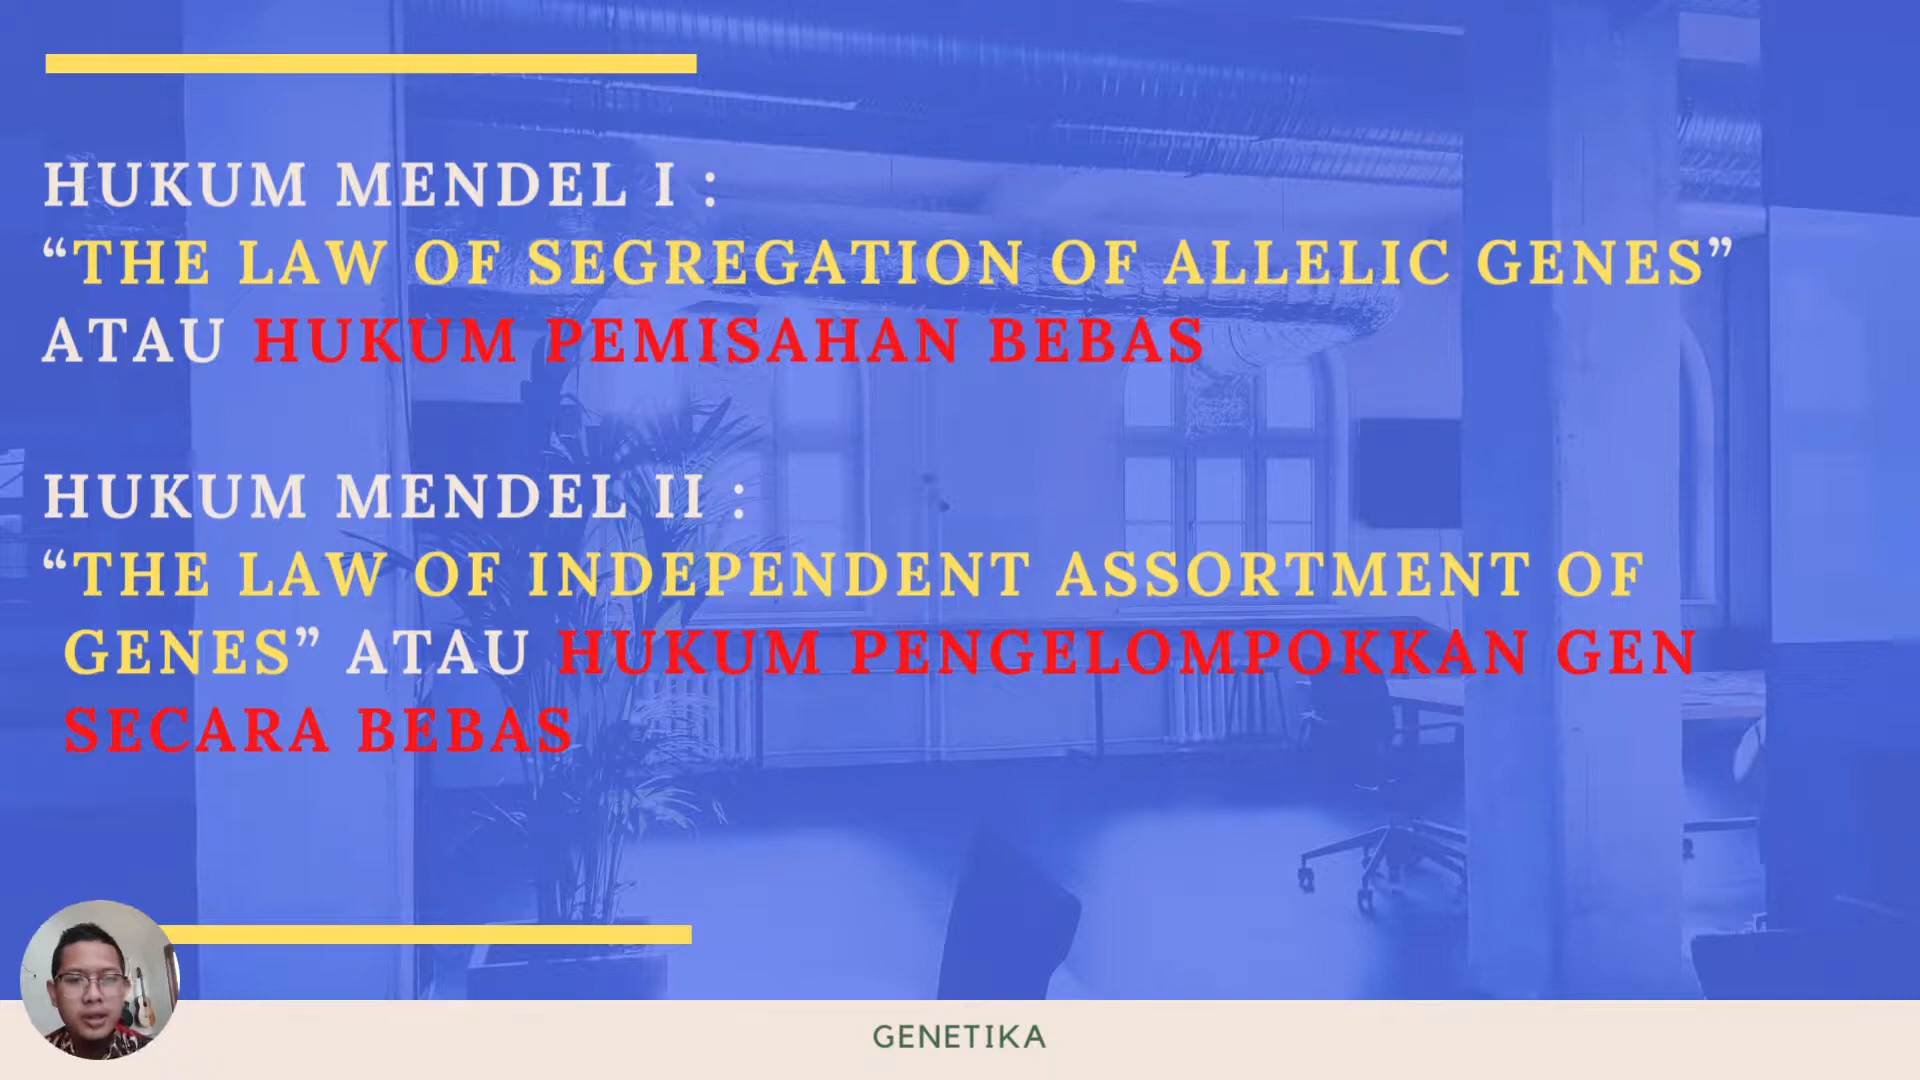 HUKUM MENDEL I :
“THE LAW OF SEGREGATION OF ALLELIC GENES”
ATAU HUKUM PEMISAHAN BEBAS
HUKUM MENDEL II :
“THE LAW OF INDEPENDENT ASSORTMENT OF
GENES” ATAU HUKUM PENGELOMPOKKAN GEN
SECARA BEBAS
GENETIKA